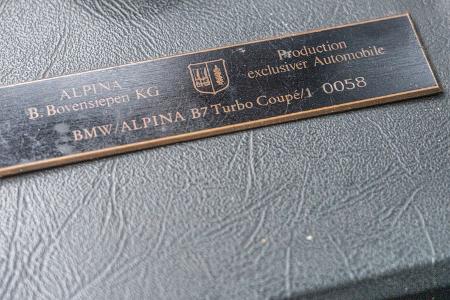 ALPINA
B. Bovensiepen KG
Production
exclusiver Automobile
BMW/ALPINA B7 Turbo Coupé/1 0058